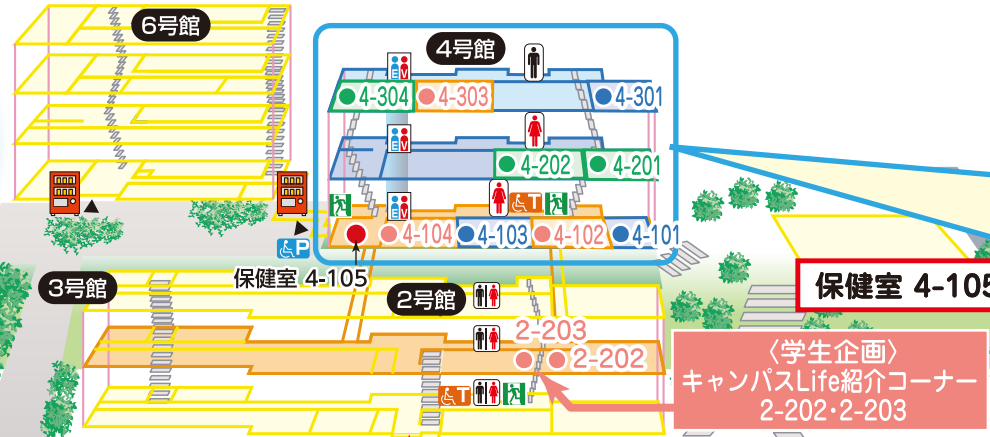 6号館
4号館
EV
4-304
4-303
4-301
EV
4-202
4-201
T
EV
4-104
4-103
4-102
4-101
P
保健室 4-105
保健室 4-105
3号館
2号館
2-203
2-202
T
〈学生企画〉
キャンパスLife紹介コーナー
2-202・2-203